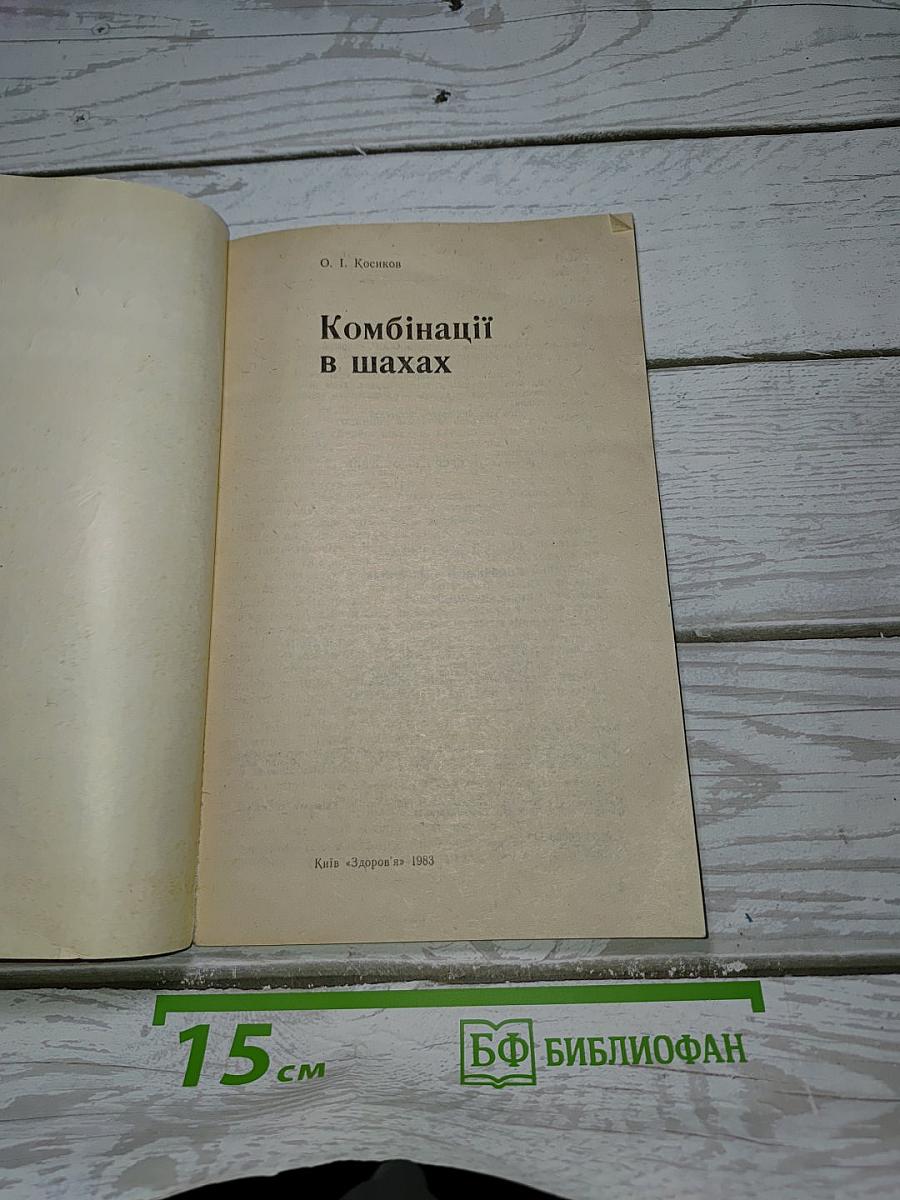 О. І. Косиков
Комбінації
в шахах
Київ «Здоров'я» 1983
15 см
БФ БИБЛИОФАН